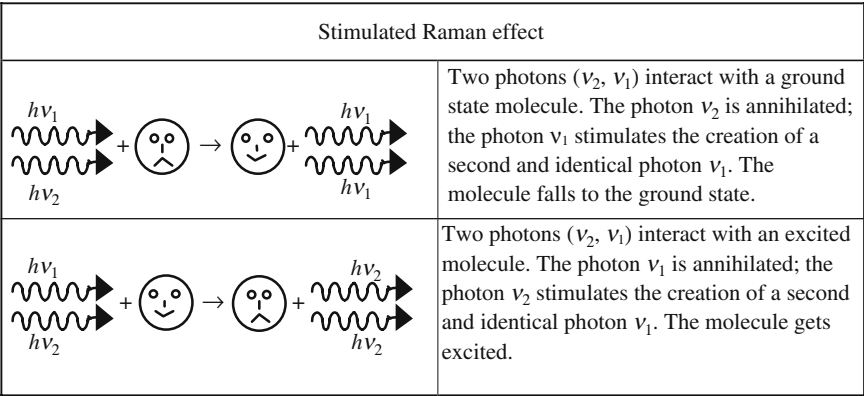 Stimulated Raman effect
hν₁
hν₂
+
→
+
hν₁
hν₁
Two photons (ν₂, ν₁) interact with a ground
state molecule. The photon ν₂ is annihilated;
the photon ν₁ stimulates the creation of a
second and identical photon ν₁. The
molecule falls to the ground state.
hν₁
hν₂
+
→
+
hν₂
hν₂
Two photons (ν₂, ν₁) interact with an excited
molecule. The photon ν₁ is annihilated; the
photon ν₂ stimulates the creation of a second
and identical photon ν₁. The molecule gets
excited.